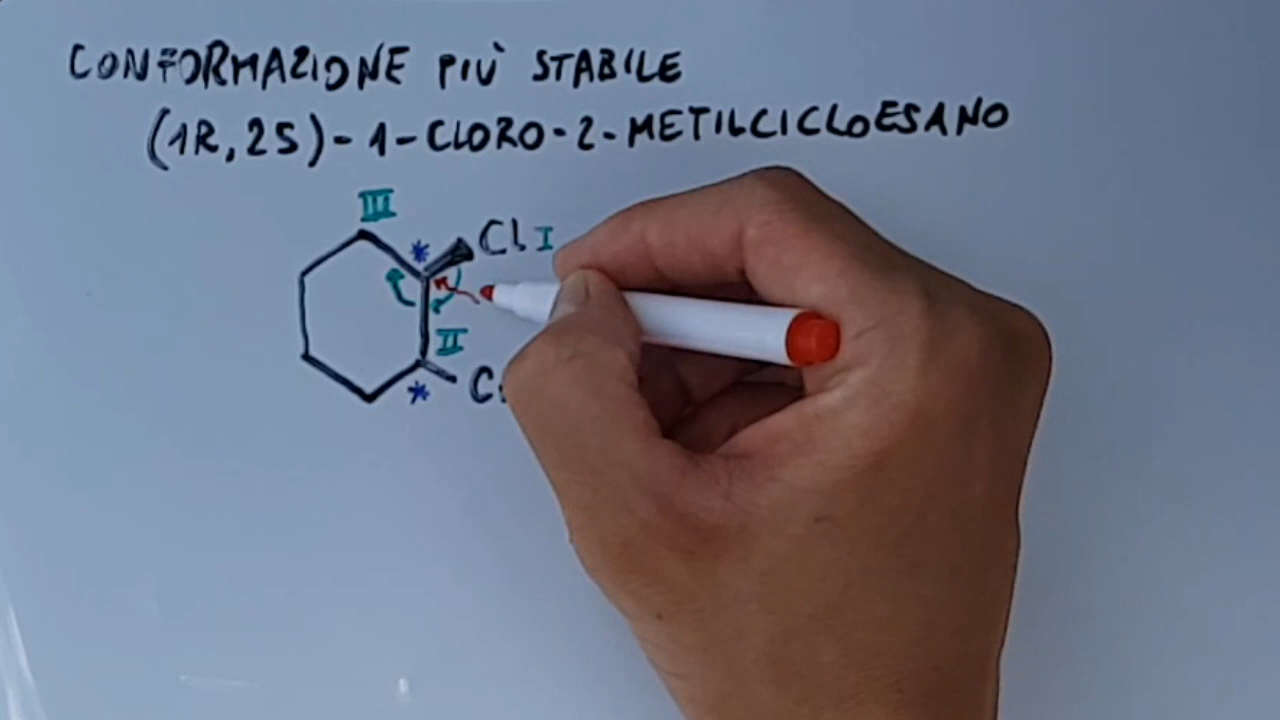 CONFORMAZIONE PIÙ STABILE
(1R, 2S) - 1 - CLORO - 2 - METILCICLOESANO
III
* Cl I
II
*